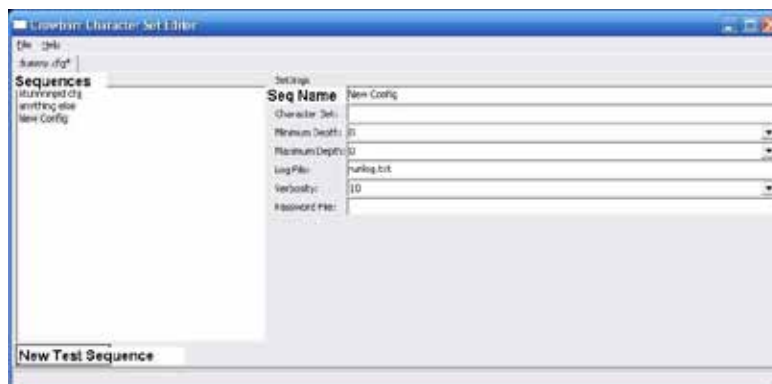 Crowbarr Character Set Editor
File Help
dummy.cfg*
Sequences
anything else
New Config
Settings
Seq Name New Config
Character Set:
Minimum Depth: 0
Maximum Depth: 0
Log File: runlog.txt
Verbosity: 10
Password File:
New Test Sequence